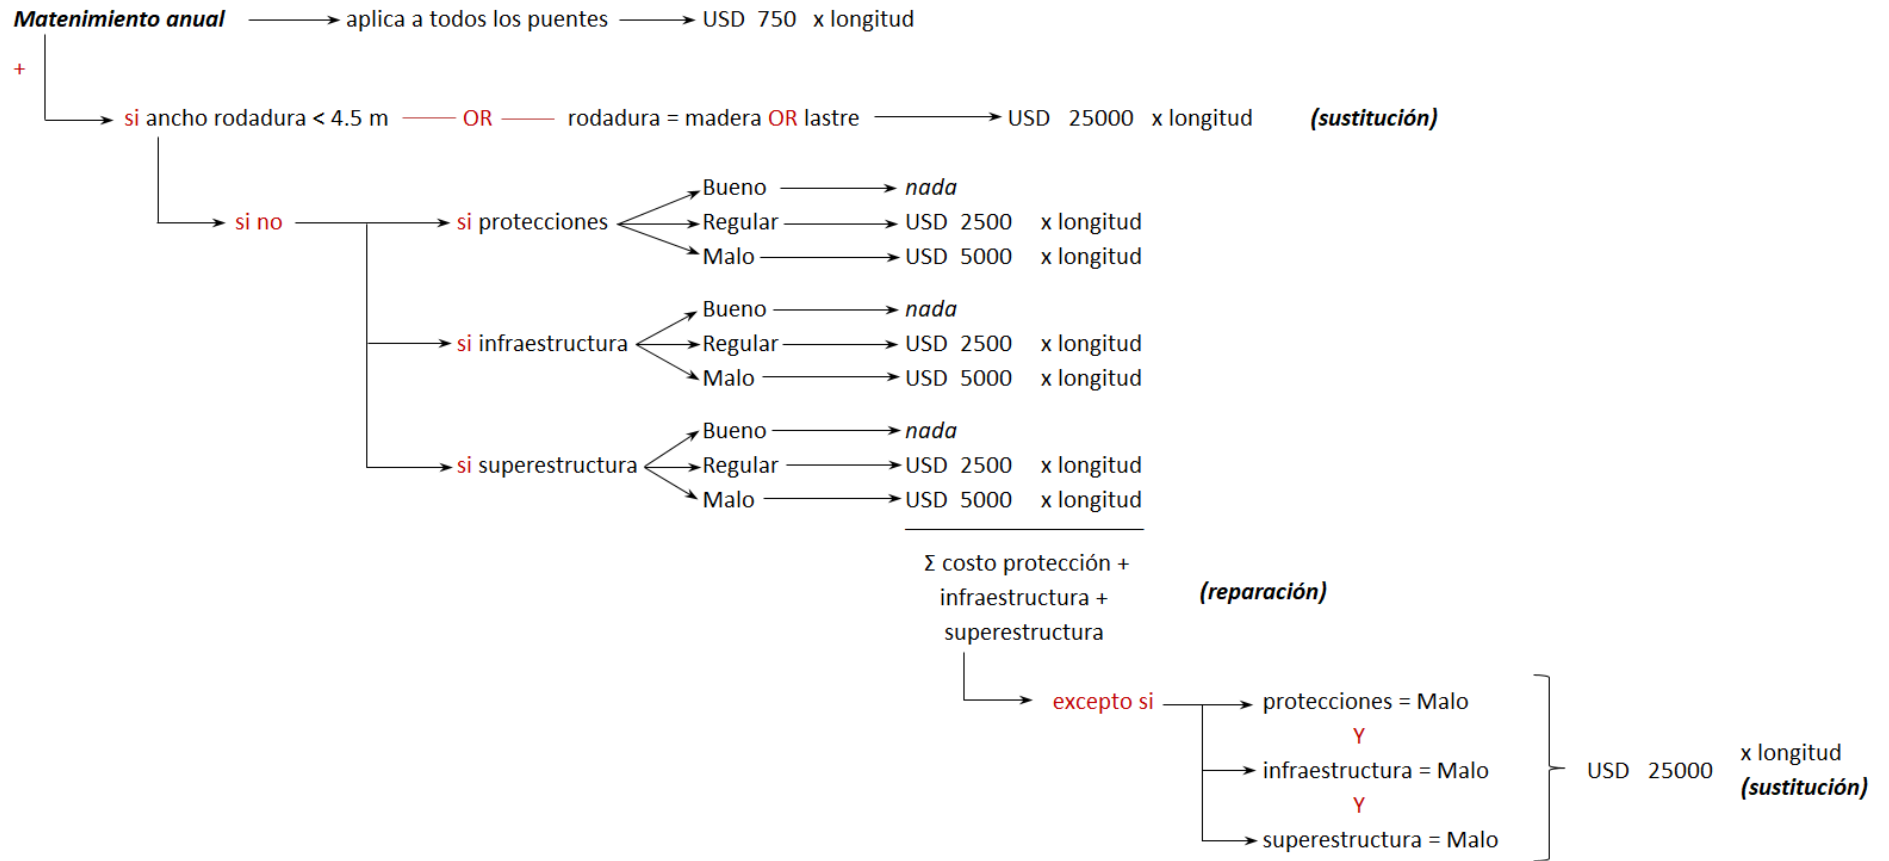 Matenimiento anual aplica a todos los puentes USD 750 x longitud
+
si ancho rodadura < 4.5 m OR rodadura = madera OR lastre USD 25000 x longitud (sustitución)
Bueno nada
si no si protecciones Regular USD 2500 x longitud
Malo USD 5000 x longitud
Bueno nada
si infraestructura Regular USD 2500 x longitud
Malo USD 5000 x longitud
Bueno nada
si superestructura Regular USD 2500 x longitud
Malo USD 5000 x longitud
Σ costo protección +
infraestructura +
superestructura
(reparación)
excepto si protecciones = Malo
Y
infraestructura = Malo
Y
superestructura = Malo
USD 25000 x longitud
(sustitución)